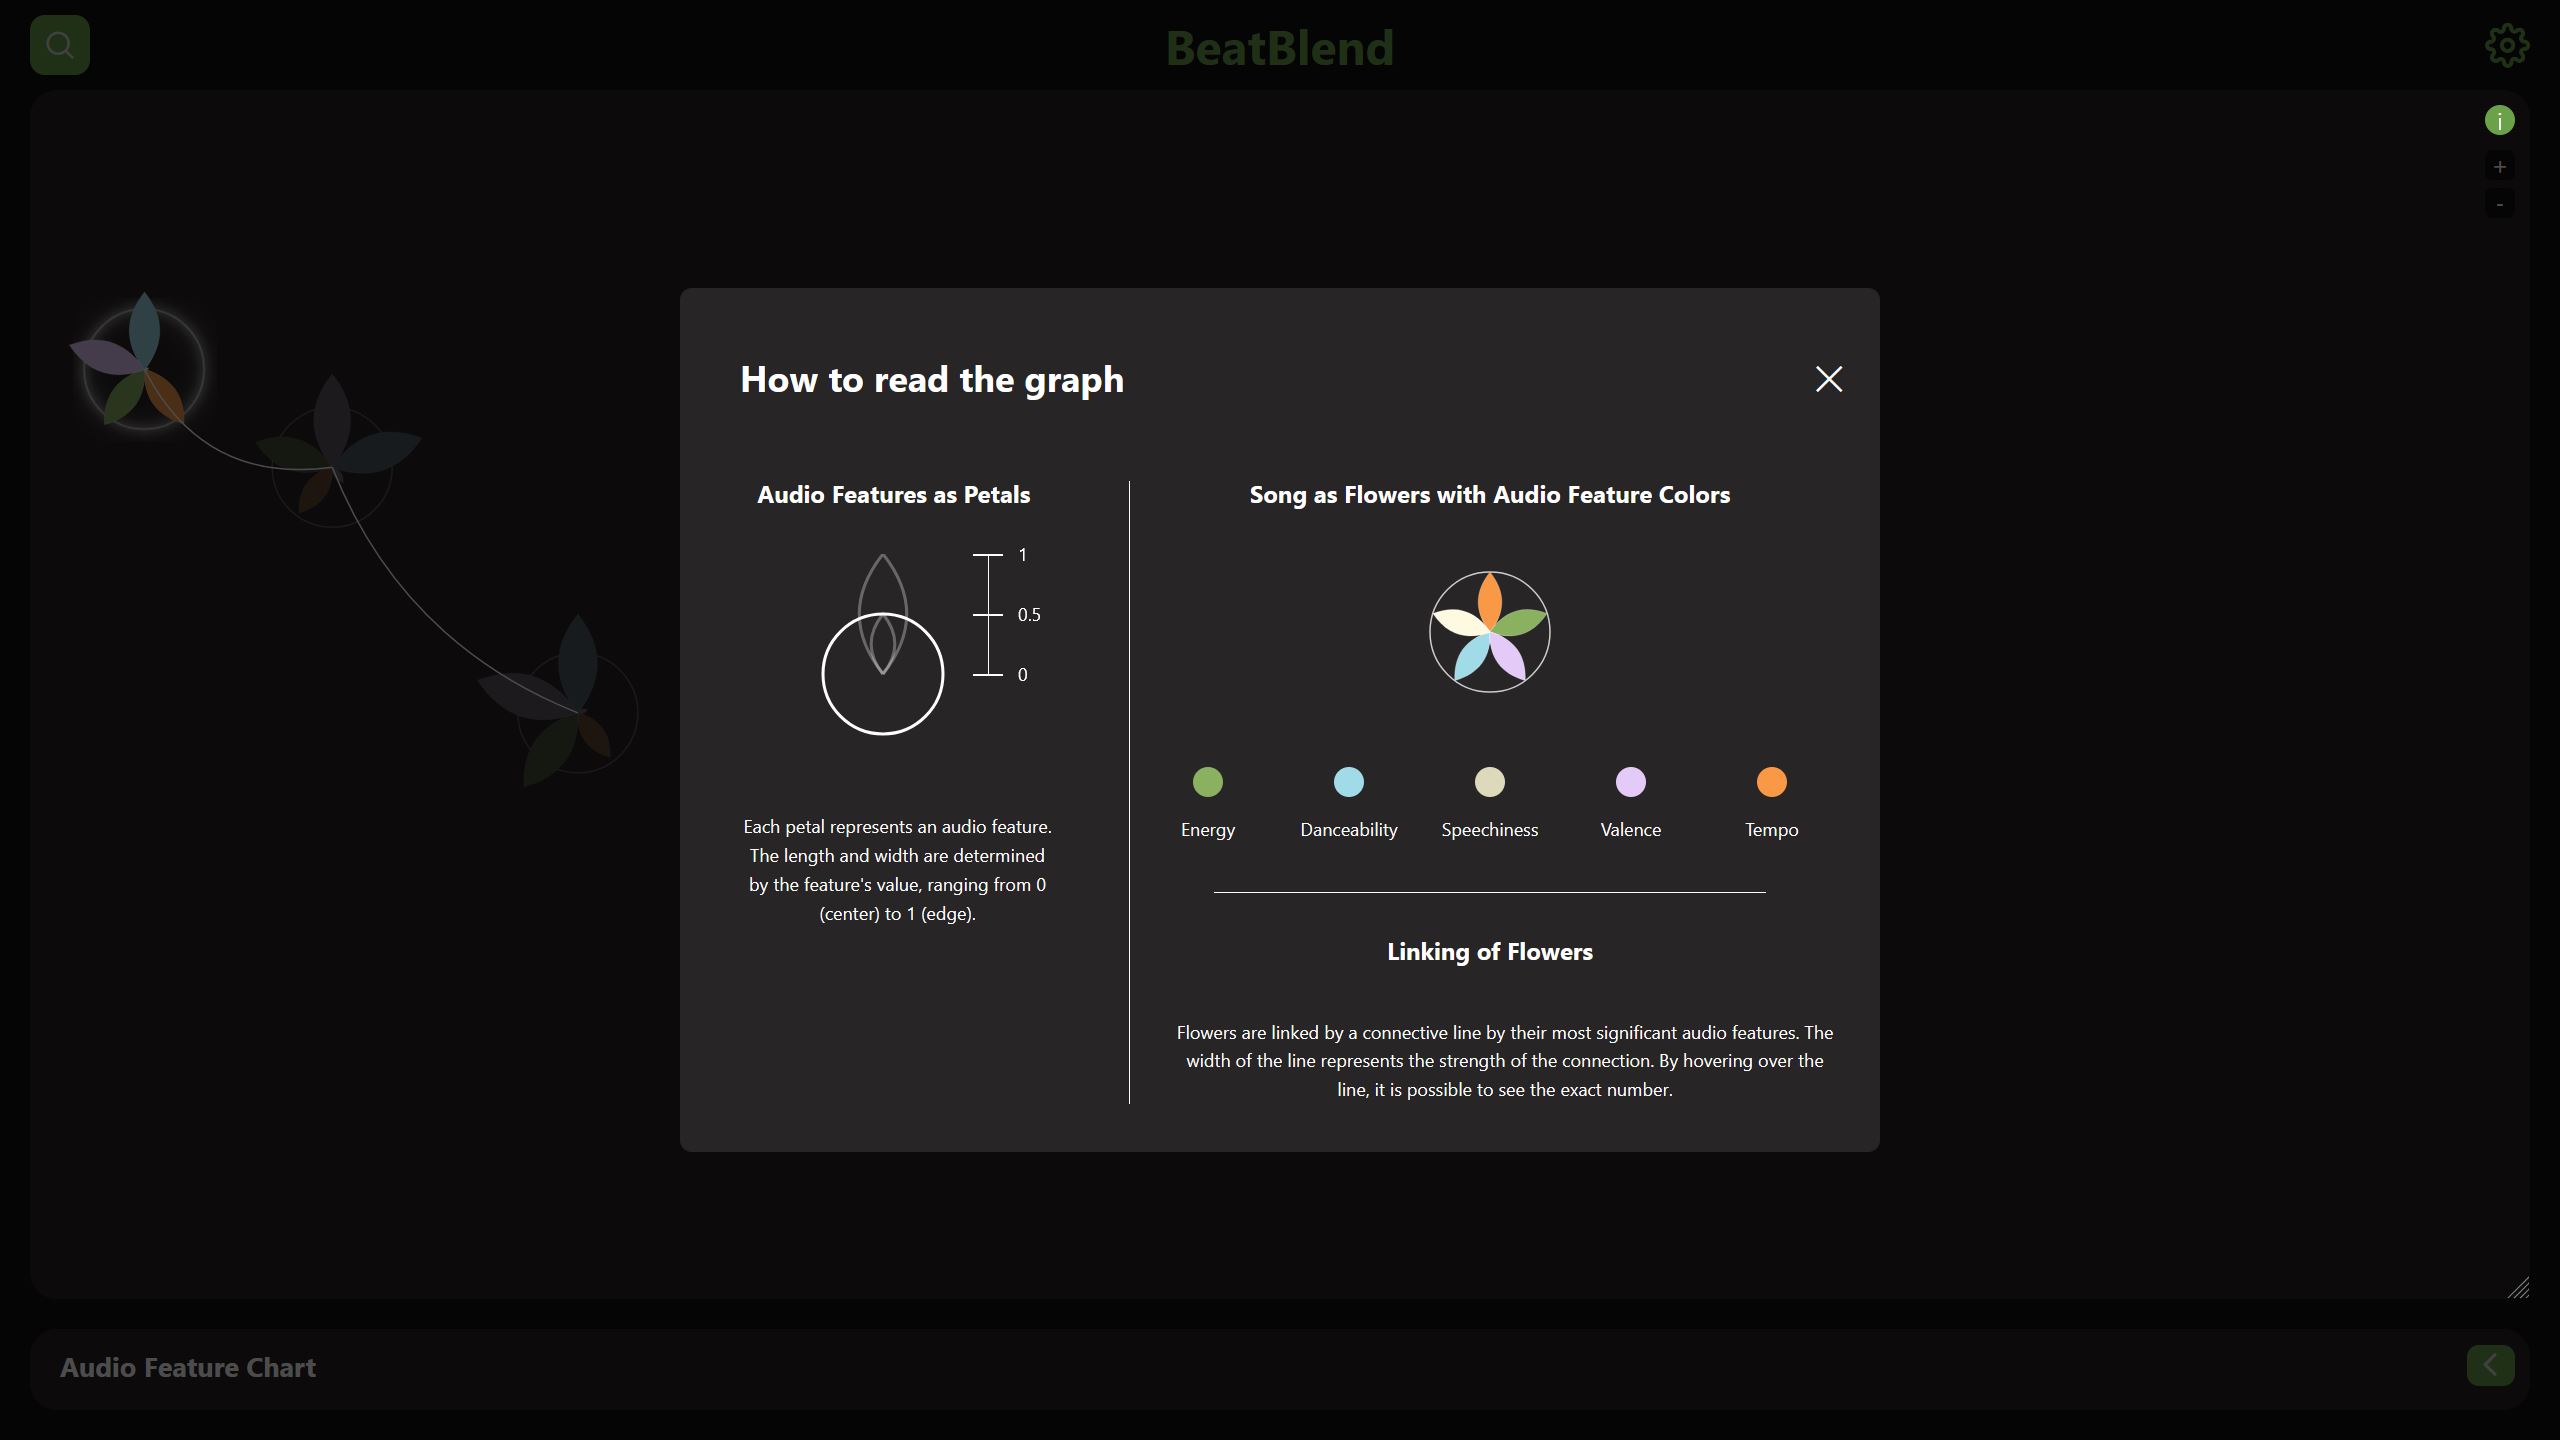 BeatBlend
i
+
-
How to read the graph
Audio Features as Petals
1
0.5
0
Each petal represents an audio feature.
The length and width are determined
by the feature's value, ranging from 0
(center) to 1 (edge).
Song as Flowers with Audio Feature Colors
Energy
Danceability
Speechiness
Valence
Tempo
Linking of Flowers
Flowers are linked by a connective line by their most significant audio features. The
width of the line represents the strength of the connection. By hovering over the
line, it is possible to see the exact number.
Audio Feature Chart